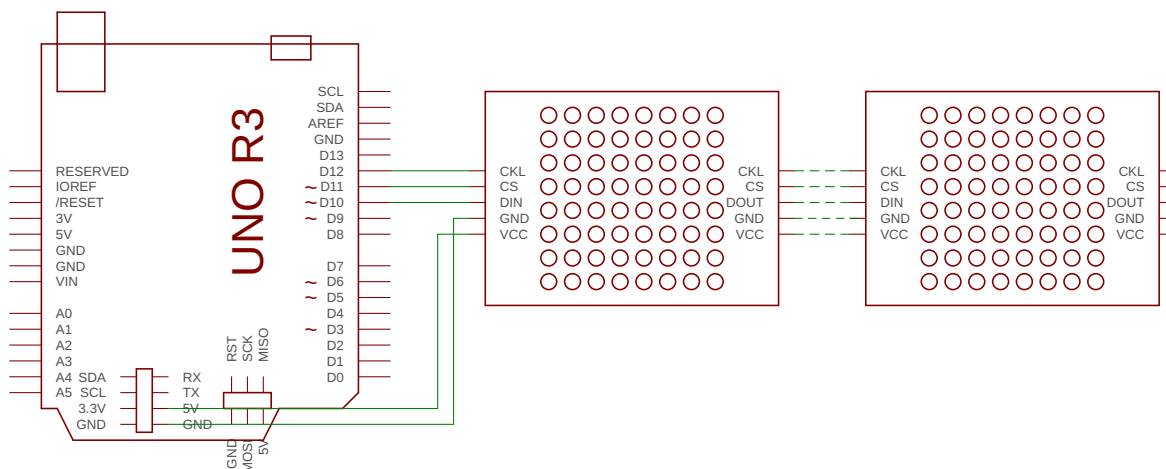 UNO R3
SCL
SDA
AREF
GND
D13
D12
~ D11
~ D10
~ D9
D8
D7
~ D6
~ D5
D4
~ D3
D2
D1
D0
RESERVED
IOREF
/RESET
3V
5V
GND
GND
VIN
A0
A1
A2
A3
A4
A5
SDA
SCL
3.3V
GND
RX
TX
5V
GND
RST
SCK
MISO
GND
MOSI
5V
CKL
CS
DIN
GND
VCC
CKL
CS
DOUT
GND
VCC
CKL
CS
DIN
GND
VCC
CKL
CS
DOUT
GND
VCC